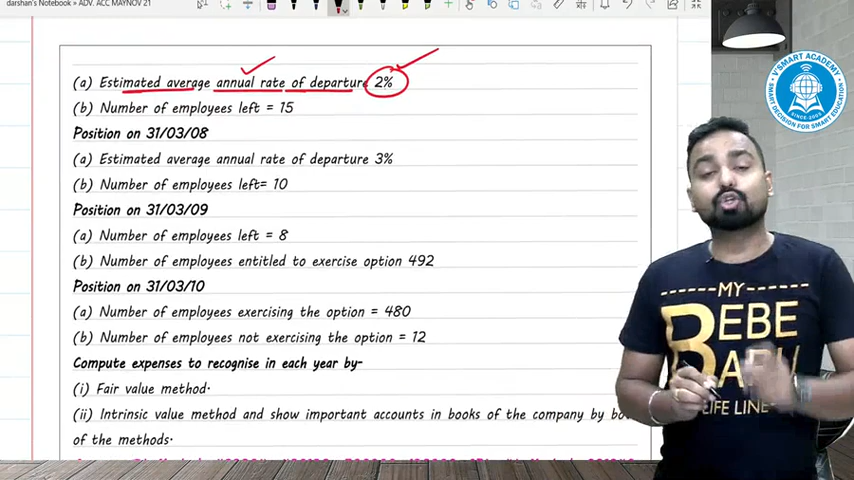 darshan's Notebook > ADV. ACC MAYNOV 21
(a) Estimated average annual rate of departure 2%
(b) Number of employees left = 15
Position on 31/03/08
(a) Estimated average annual rate of departure 3%
(b) Number of employees left= 10
Position on 31/03/09
(a) Number of employees left = 8
(b) Number of employees entitled to exercise option 492
Position on 31/03/10
(a) Number of employees exercising the option = 480
(b) Number of employees not exercising the option = 12
Compute expenses to recognise in each year by-
(i) Fair value method.
(ii) Intrinsic value method and show important accounts in books of the company by
of the methods.
V'SMART ACADEMY
SINCE-2005
SMART DECISION FOR SMART EDUCATION
MY
BEBE
LIFE LINE